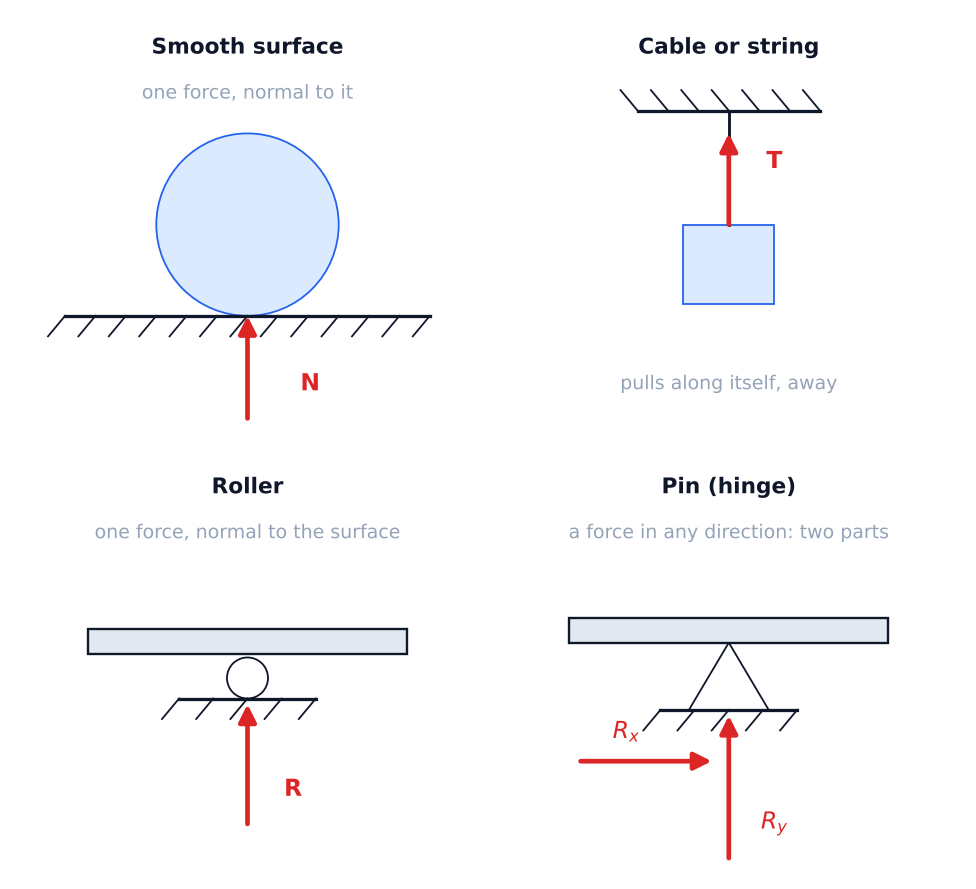 Smooth surface
one force, normal to it
N
Cable or string
T
pulls along itself, away
Roller
one force, normal to the surface
R
Pin (hinge)
a force in any direction: two parts
Rx
Ry